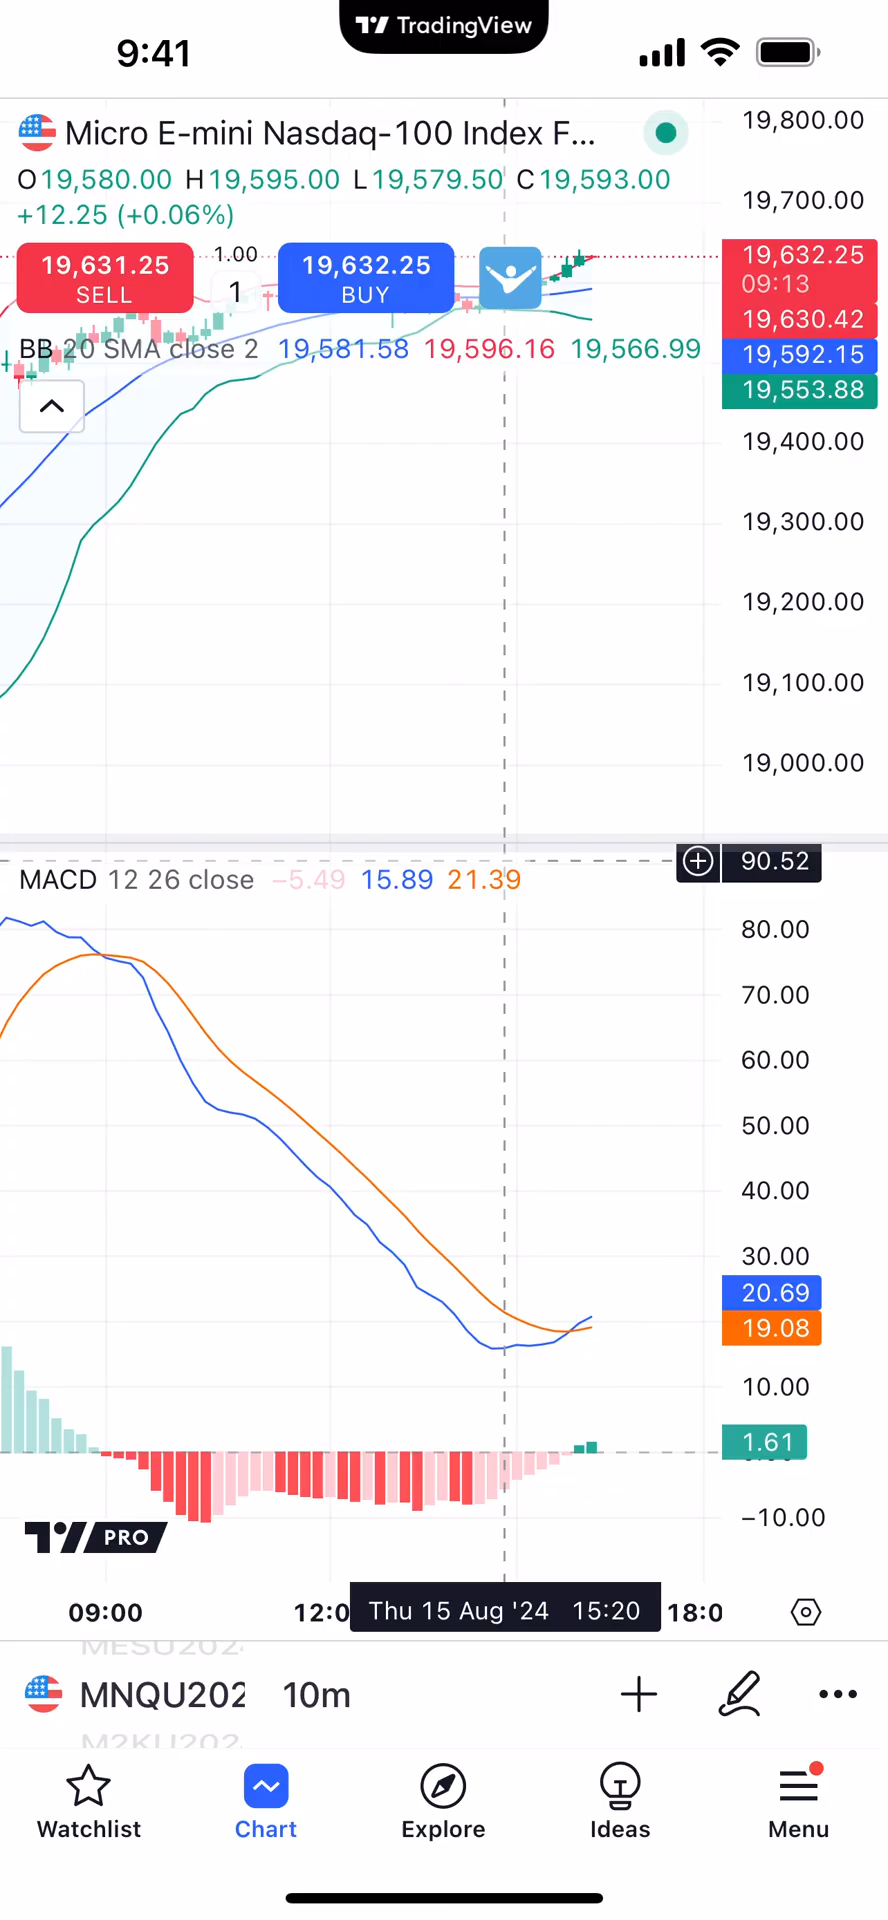 9:41
TradingView
Micro E-mini Nasdaq-100 Index F...
O19,580.00 H19,595.00 L19,579.50 C19,593.00
+12.25 (+0.06%)
19,631.25
SELL
1.00
1
19,632.25
BUY
BB 20 SMA close 2 19,581.58 19,596.16 19,566.99
19,800.00
19,700.00
19,632.25
09:13
19,630.42
19,592.15
19,553.88
19,400.00
19,300.00
19,200.00
19,100.00
19,000.00
90.52
MACD 12 26 close −5.49 15.89 21.39
80.00
70.00
60.00
50.00
40.00
30.00
20.69
19.08
10.00
1.61
−10.00
PRO
09:00 12:0 Thu 15 Aug '24 15:20 18:0
MESU202
MNQU202 10m
M2KU202
Watchlist Chart Explore Ideas Menu